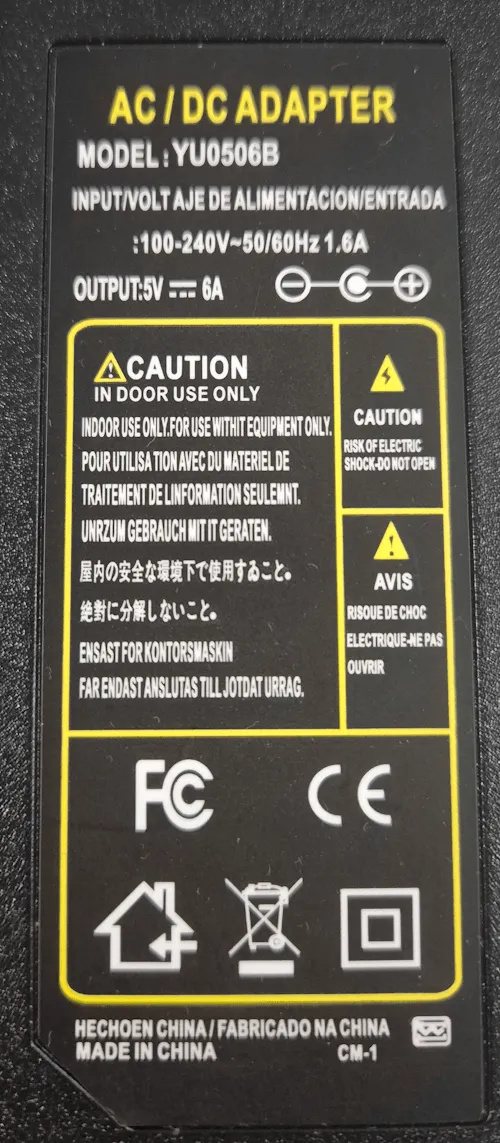 AC / DC ADAPTER
MODEL : YU0506B
INPUT/VOLT AJE DE ALIMENTACION/ENTRADA
:100-240V~50/60Hz 1.6A
OUTPUT:5V ⎓ 6A
CAUTION
IN DOOR USE ONLY
INDOOR USE ONLY.FOR USE WITHIT EQUIPMENT ONLY.
POUR UTILISA TION AVEC DU MATERIEL DE
TRAITEMENT DE LINFORMATION SEULEMNT.
UNRZUM GEBRAUCH MIT IT GERATEN.
屋内の安全な環境下で使用すゐこと。
絶対に分解しないこと。
ENSAST FOR KONTORSMASKIN
FAR ENDAST ANSLUTAS TILL JOTDAT URRAG.
CAUTION
RISK OF ELECTRIC
SHOCK-DO NOT OPEN
AVIS
RISOUE DE CHOC
ELECTRIQUE-NE PAS
OUVRIR
FC CE
HECHOEN CHINA / FABRICADO NA CHINA
MADE IN CHINA CM-1